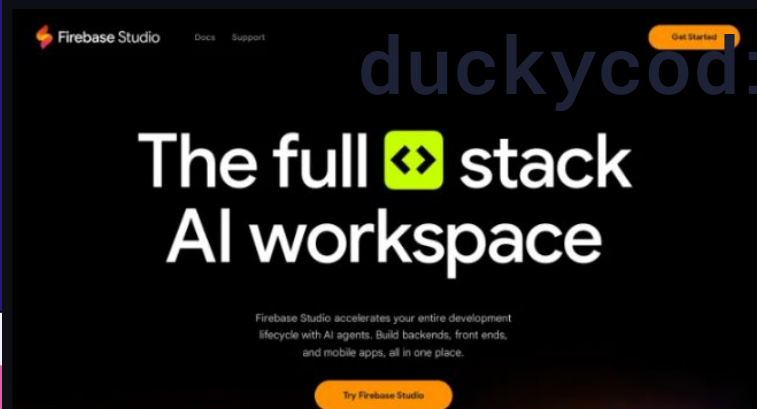 Firebase Studio
Docs
Support
Get Started
duckycod:
The full <> stack
AI workspace
Firebase Studio accelerates your entire development
lifecycle with AI agents. Build backends, front ends,
and mobile apps, all in one place.
Try Firebase Studio